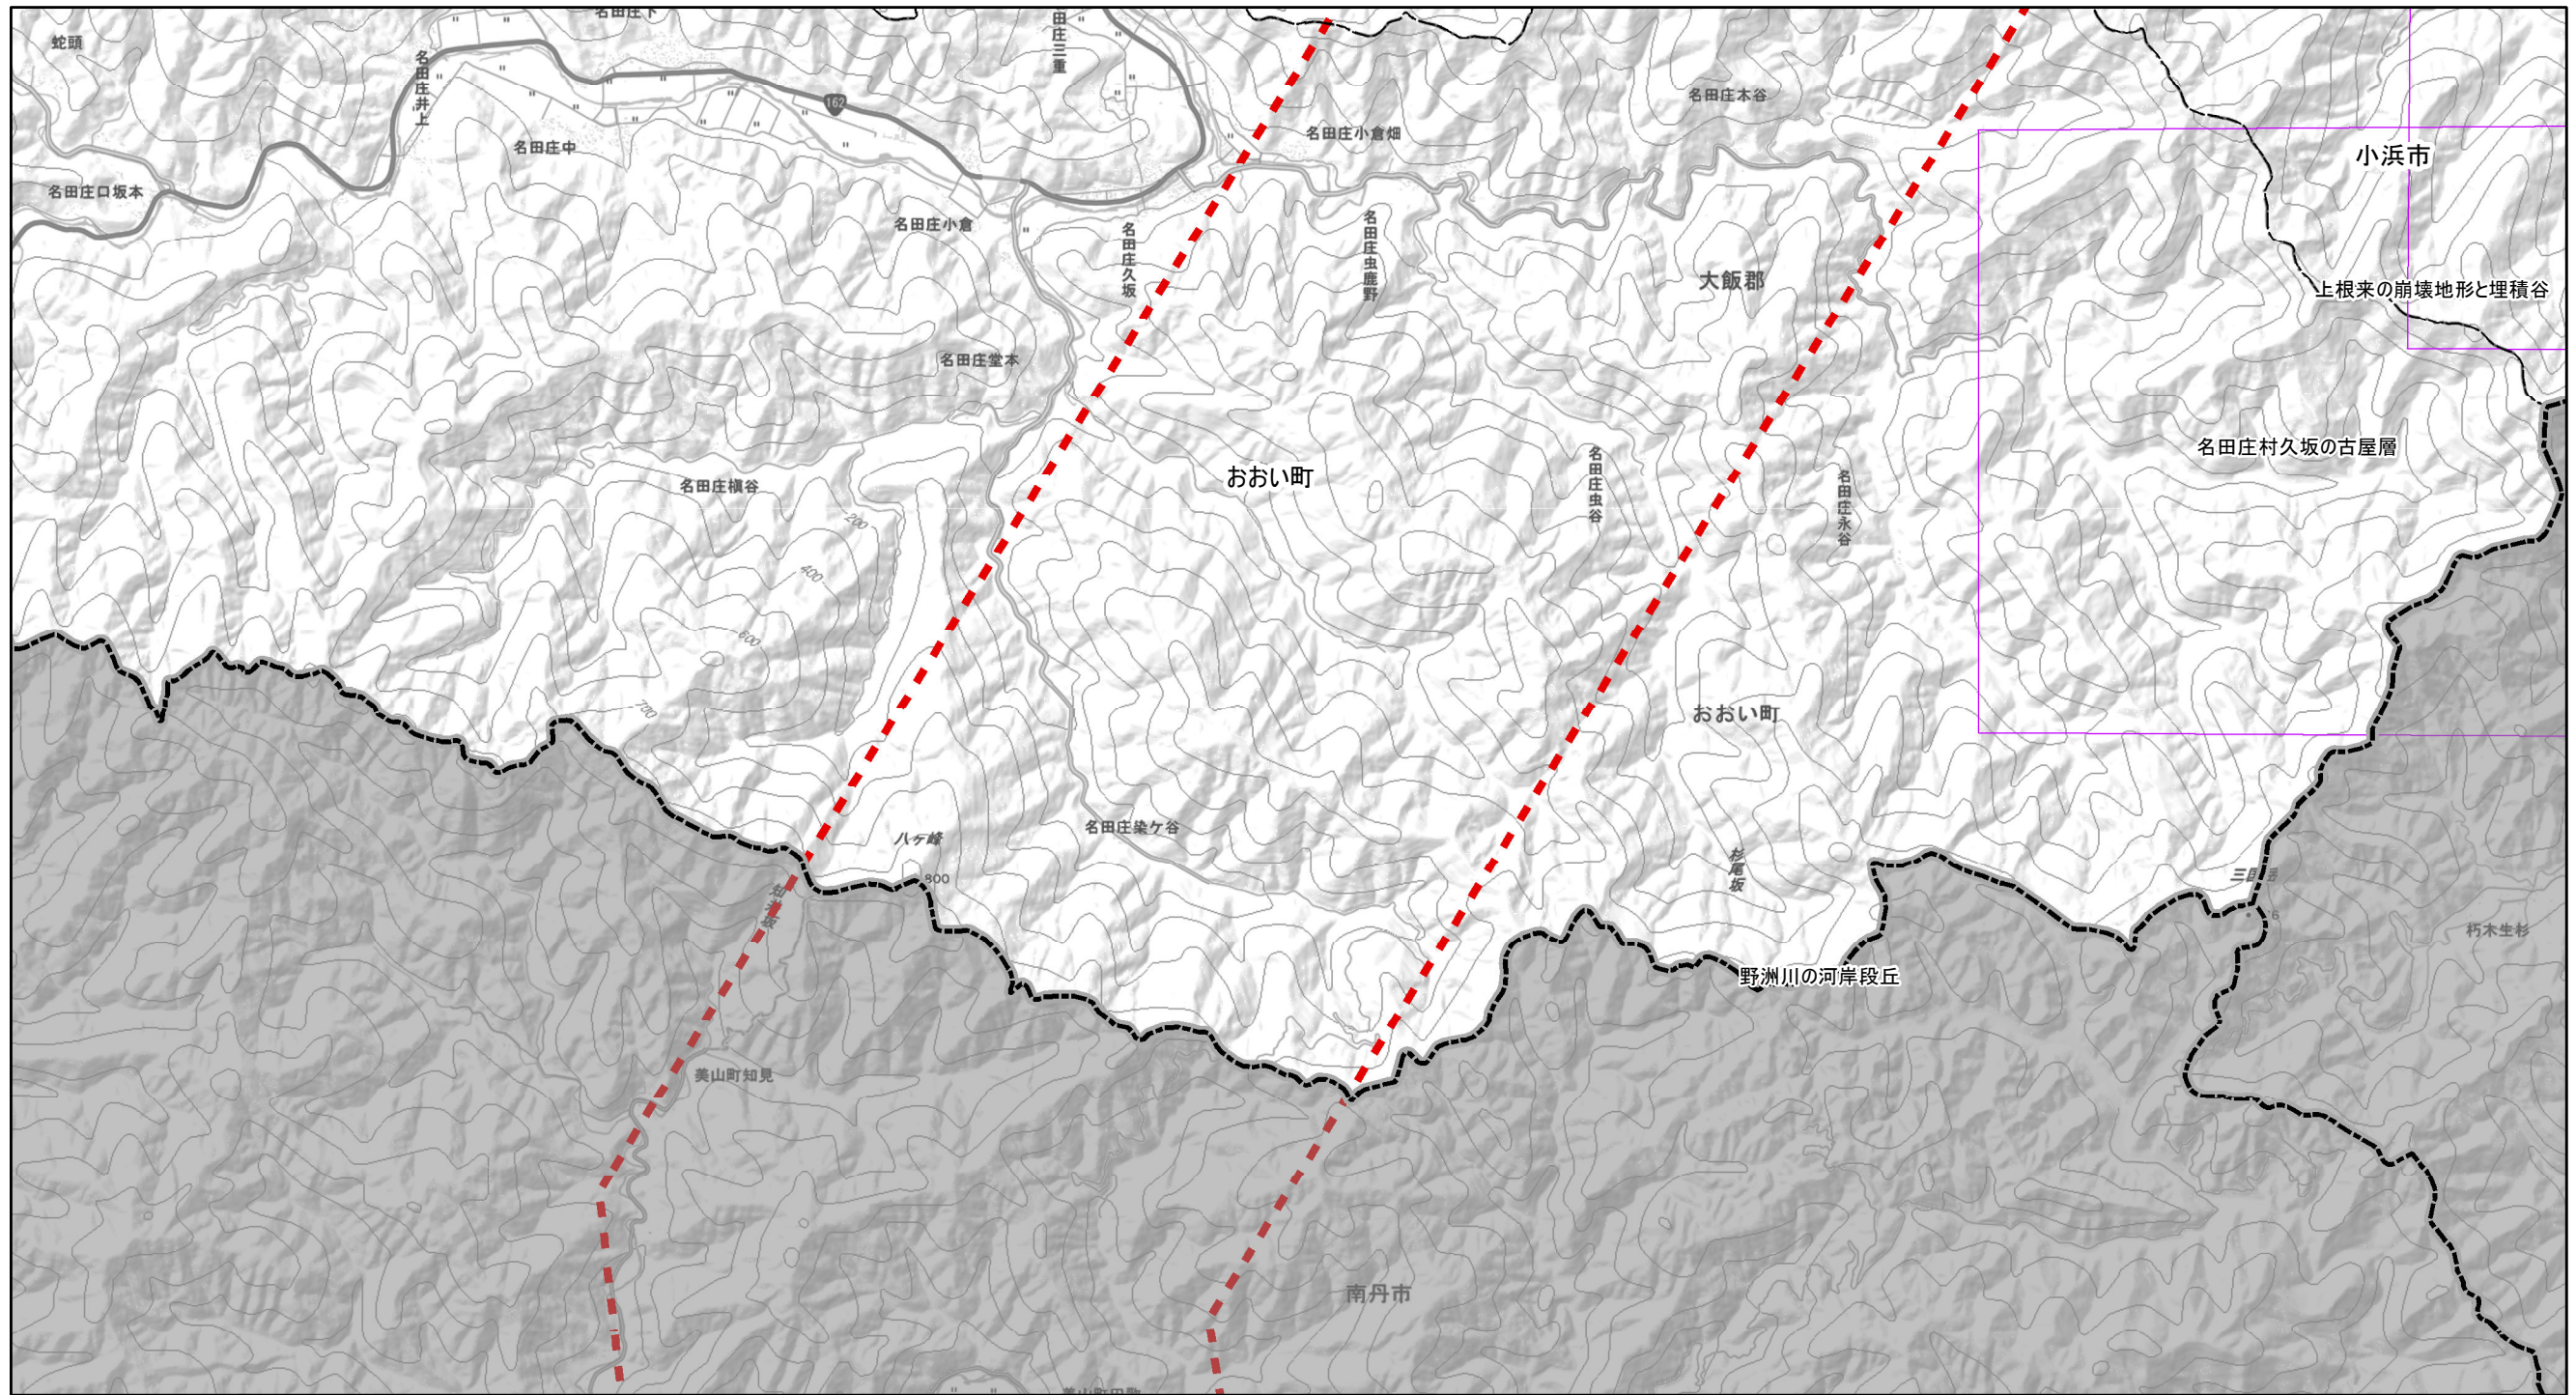 名田庄下
蛇頭
名田庄井上
田庄三重
162
名田庄中
名田庄口坂本
名田庄小倉
名田庄久坂
名田庄小倉畑
名田庄虫鹿野
名田庄木谷
小浜市
大飯郡
上根来の崩壊地形と埋積谷
名田庄堂本
名田庄村久坂の古屋層
おおい町
名田庄槇谷
名田庄虫谷
名田庄永谷
200
400
600
700
おおい町
八ヶ峰
800
名田庄染ケ谷
杉尾坂
朽木生杉
野洲川の河岸段丘
美山町知見
南丹市